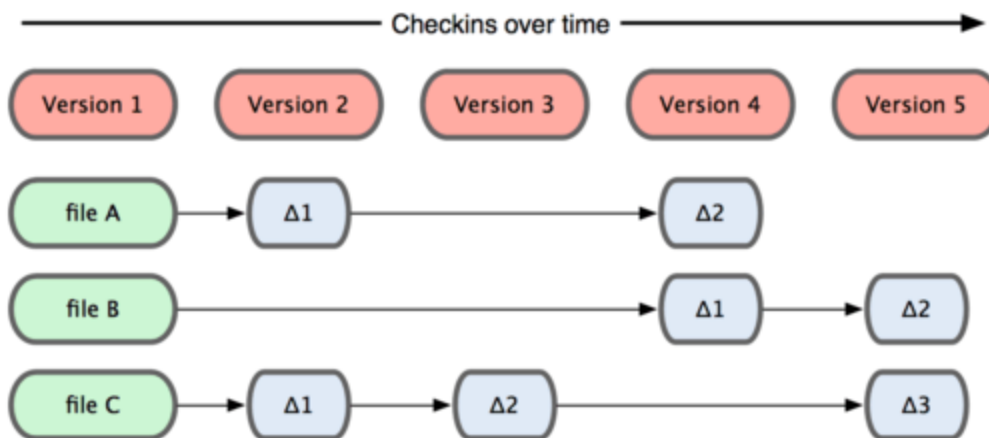 Checkins over time
Version 1 Version 2 Version 3 Version 4 Version 5
file A Δ1 Δ2
file B Δ1 Δ2
file C Δ1 Δ2 Δ3